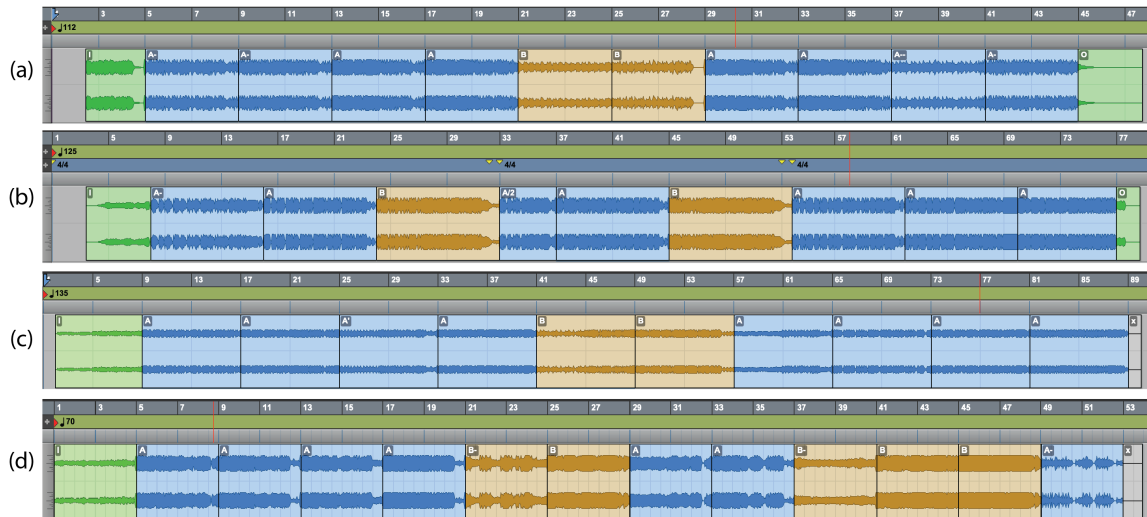 3 5 7 9 11 13 15 17 19 21 23 25 27 29 31 33 35 37 39 41 43 45 47
+ ♩112
(a)
I A- A- A A B B A A A-- A- O
1 5 9 13 17 21 25 29 33 37 41 45 49 53 57 61 65 69 73 77
+ ♩125
+ 4/4 4/4 4/4
(b)
I A- A B A/2 A B A A A O
5 9 13 17 21 25 29 33 37 41 45 49 53 57 61 65 69 73 77 81 85 89
♩135
(c)
I A A A' A B B A A A A x
1 3 5 7 9 11 13 15 17 19 21 23 25 27 29 31 33 35 37 39 41 43 45 47 49 51 53
+ ♩70
(d)
I A A A A B- B A A B- B B A- x